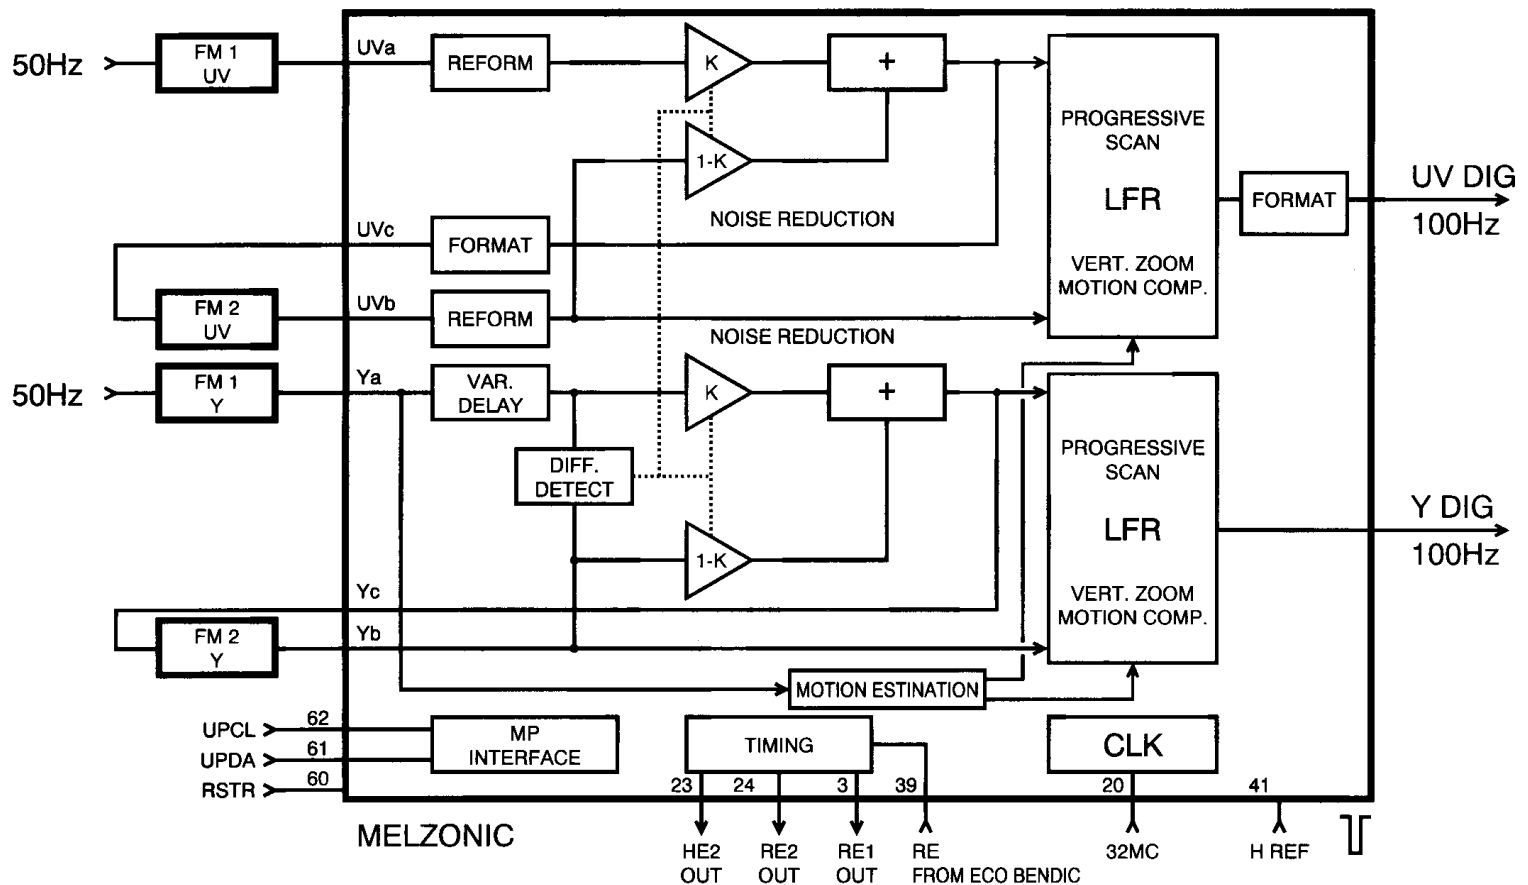 50Hz
FM 1
UV
UVa
REFORM
K
+
1-K
NOISE REDUCTION
UVc
FORMAT
FM 2
UV
UVb
REFORM
NOISE REDUCTION
PROGRESSIVE
SCAN
LFR
VERT. ZOOM
MOTION COMP.
FORMAT
UV DIG
100Hz
50Hz
FM 1
Y
Ya
VAR.
DELAY
K
+
DIFF.
DETECT
1-K
PROGRESSIVE
SCAN
LFR
VERT. ZOOM
MOTION COMP.
Y DIG
100Hz
Yc
FM 2
Y
Yb
MOTION ESTINATION
UPCL
62
UPDA
61
RSTR
60
MP
INTERFACE
TIMING
CLK
23
24
3
39
20
41
MELZONIC
HE2
OUT
RE2
OUT
RE1
OUT
RE
FROM ECO BENDIC
32MC
H REF